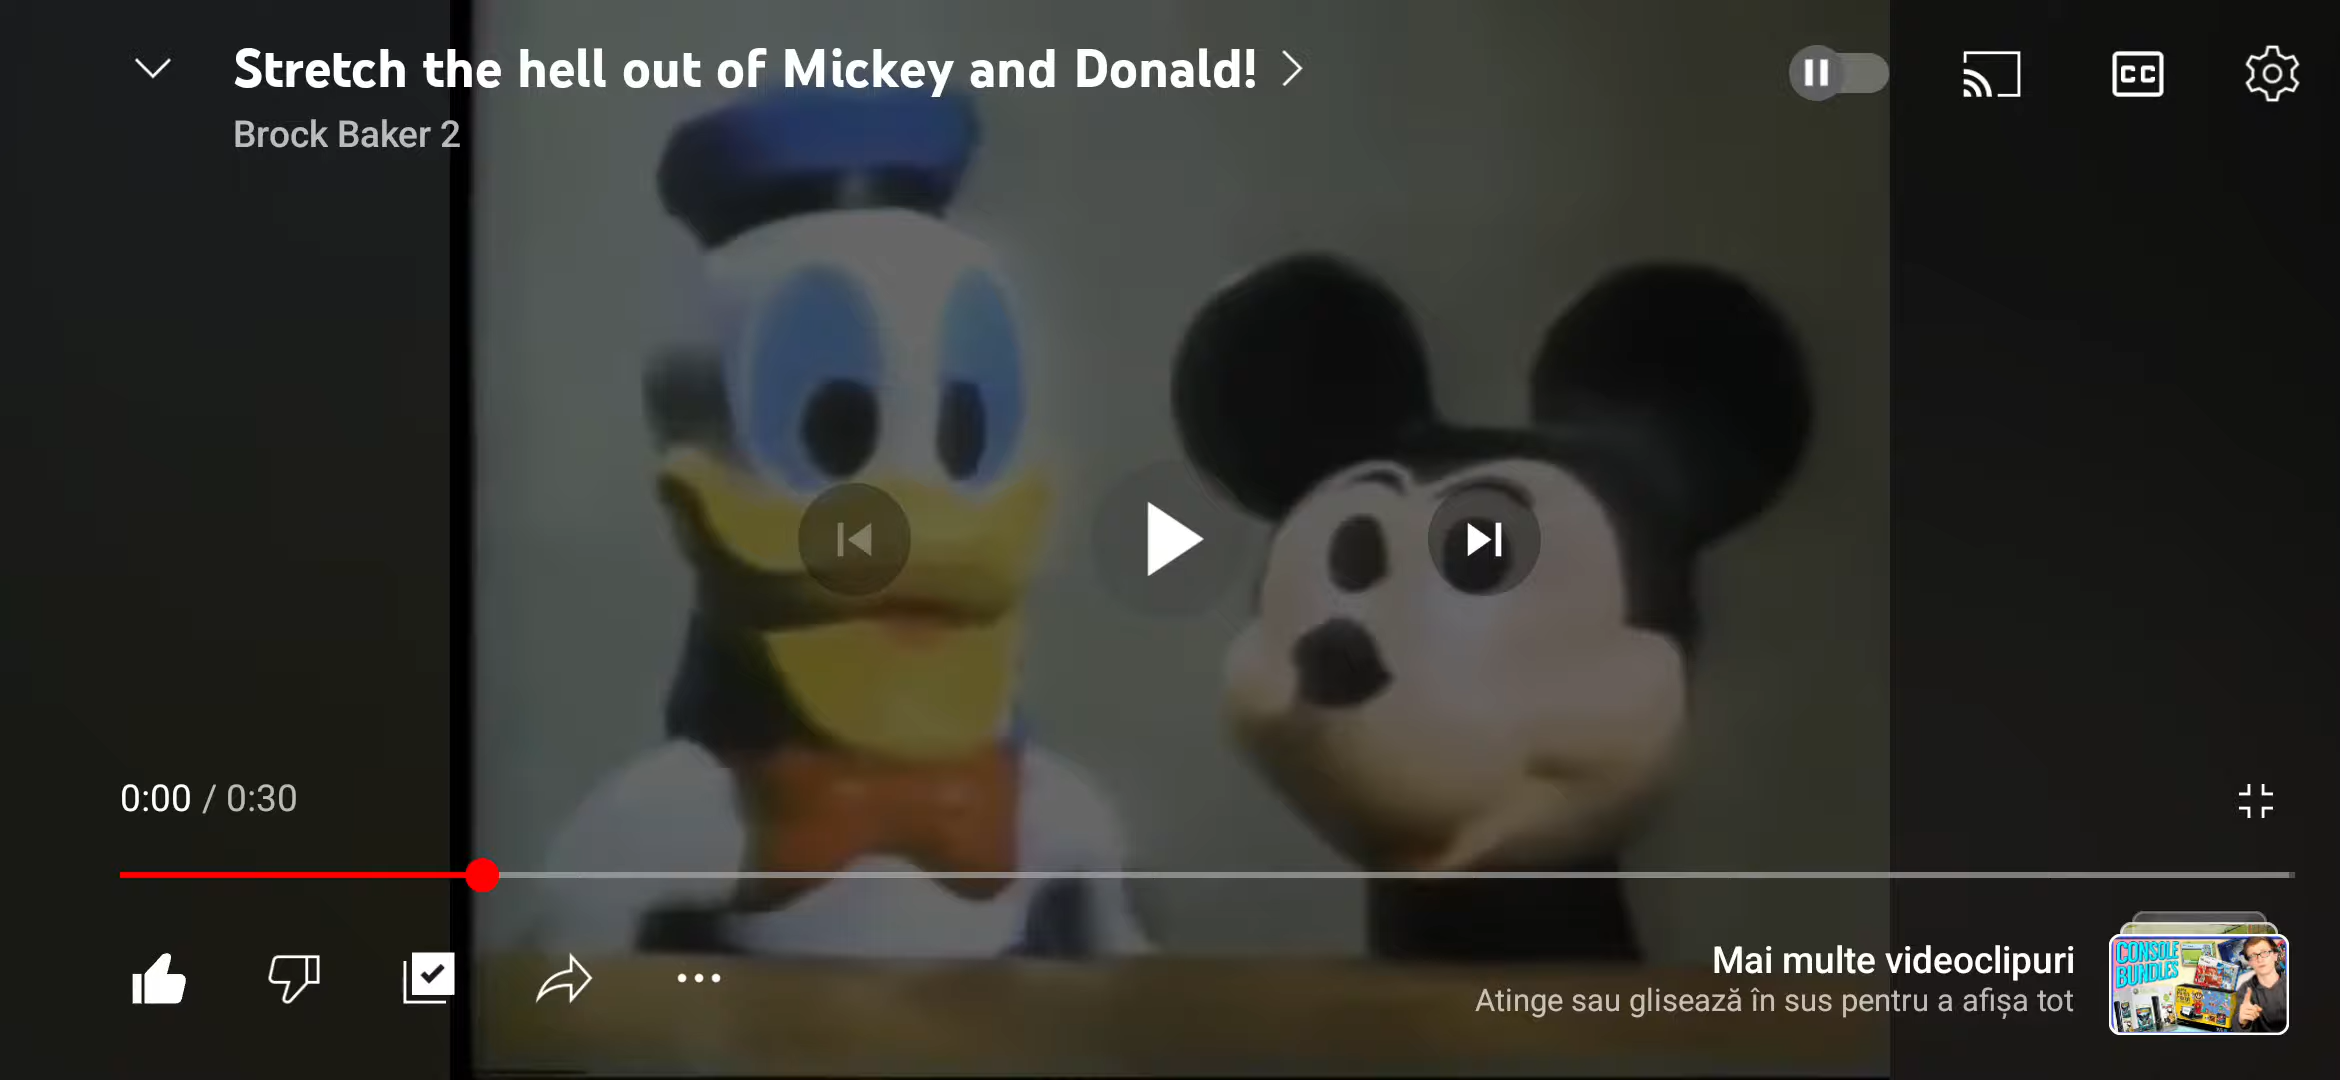 Stretch the hell out of Mickey and Donald!
Brock Baker 2
CC
0:00 / 0:30
Mai multe videoclipuri
Atinge sau glisează în sus pentru a afișa tot
CONSOLE
BUNDLES